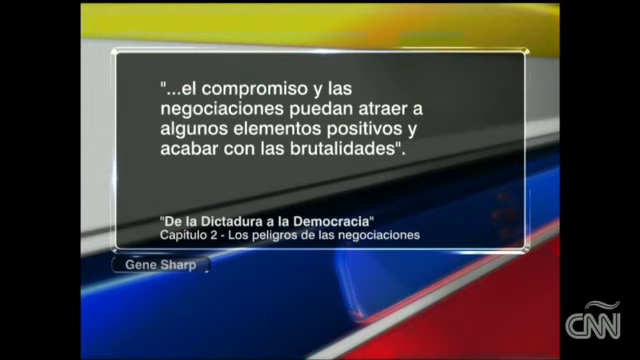 "...el compromiso y las
negociaciones puedan atraer a
algunos elementos positivos y
acabar con las brutalidades".
"De la Dictadura a la Democracia"
Capítulo 2 - Los peligros de las negociaciones
Gene Sharp
CNN